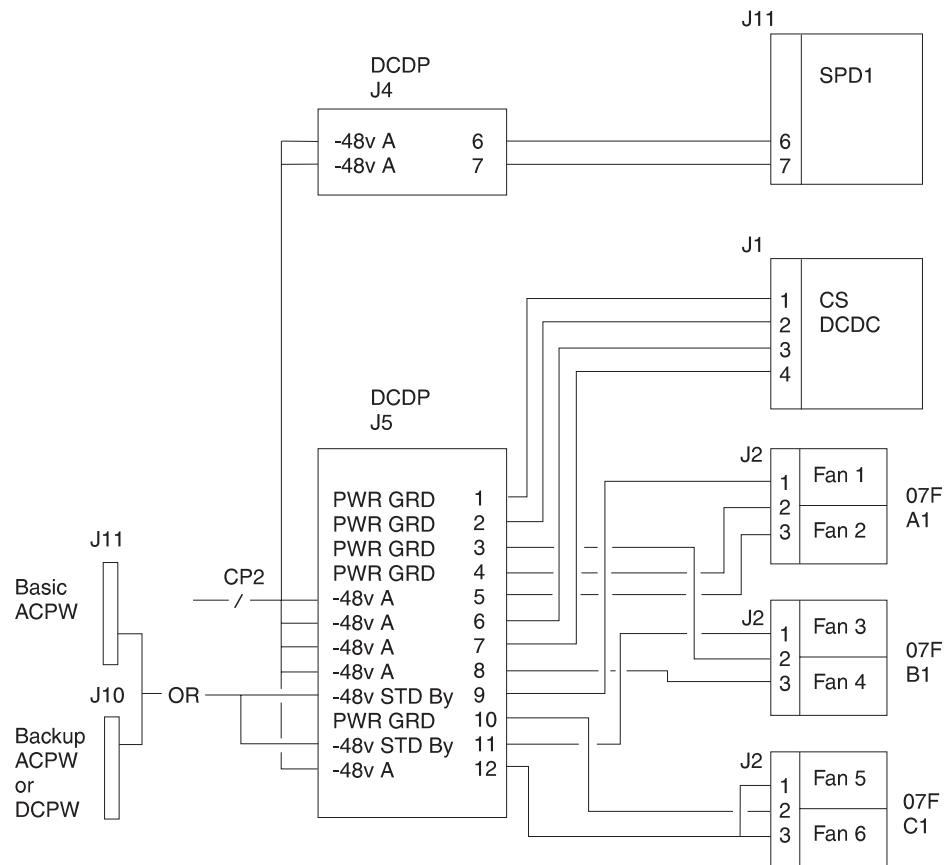 J11
SPD1
6
7
DCDP
J4
-48v A 6
-48v A 7
J1
1
2
3
4
CS
DCDC
DCDP
J5
PWR GRD 1
PWR GRD 2
PWR GRD 3
PWR GRD 4
-48v A 5
-48v A 6
-48v A 7
-48v A 8
-48v STD By 9
PWR GRD 10
-48v STD By 11
-48v A 12
CP2
J11
Basic
ACPW
J10
OR
Backup
ACPW
or
DCPW
J2
1
2
3
Fan 1
Fan 2
07F
A1
J2
1
2
3
Fan 3
Fan 4
07F
B1
J2
1
2
3
Fan 5
Fan 6
07F
C1